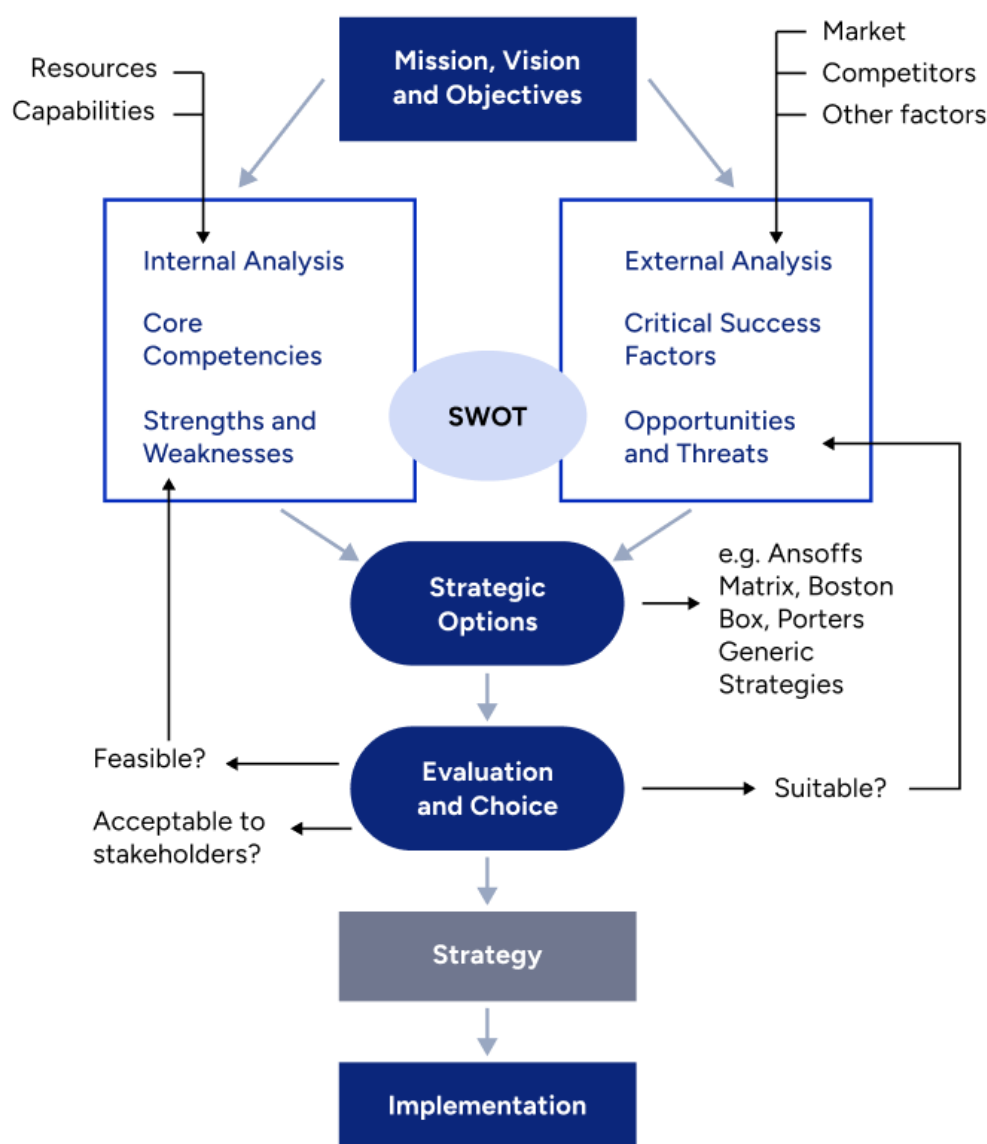 Mission, Vision
and Objectives
Resources
Capabilities
Market
Competitors
Other factors
Internal Analysis
Core
Competencies
Strengths and
Weaknesses
SWOT
External Analysis
Critical Success
Factors
Opportunities
and Threats
Strategic
Options
e.g. Ansoffs
Matrix, Boston
Box, Porters
Generic
Strategies
Evaluation
and Choice
Feasible?
Acceptable to
stakeholders?
Suitable?
Strategy
Implementation